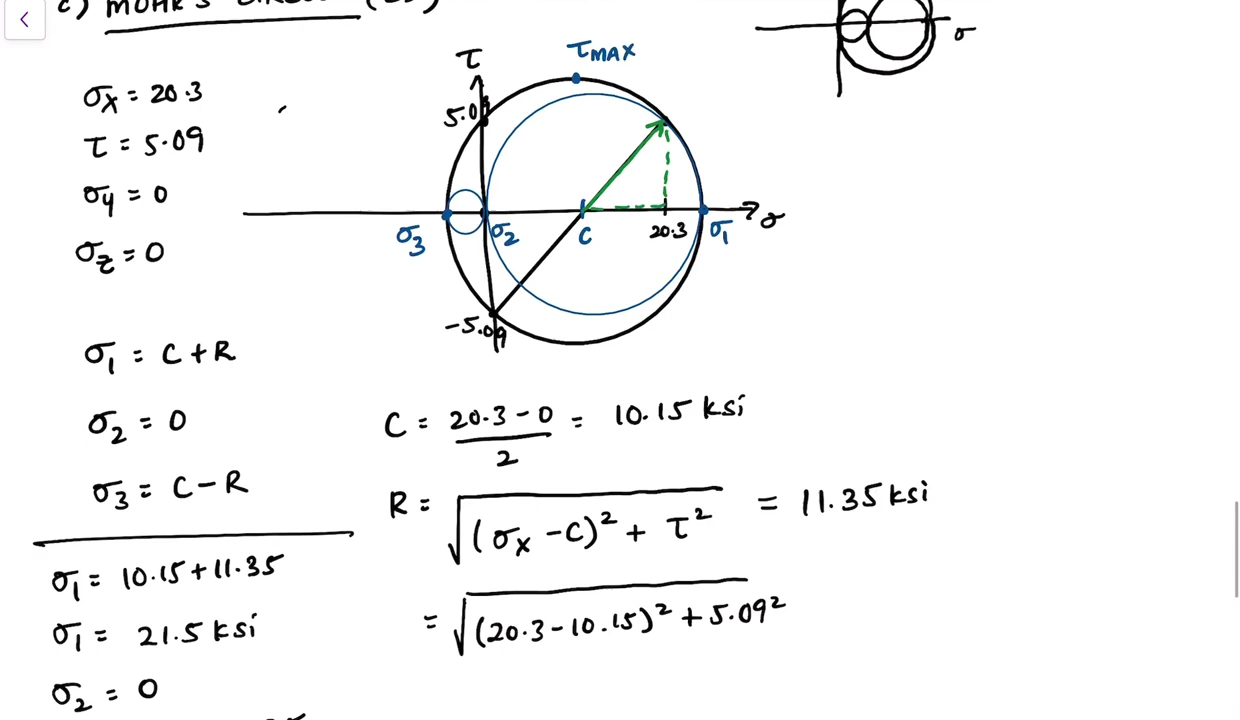 c) MOHR'S
σx = 20.3
τ = 5.09
σy = 0
σz = 0
σ1 = C + R
σ2 = 0
σ3 = C - R
σ1 = 10.15 + 11.35
σ1 = 21.5 ksi
σ2 = 0
τ
τMAX
5.09
σ3
σ2
C
20.3
σ1
σ
-5.09
C = 20.3 - 0 / 2 = 10.15 ksi
R = √(σx - C)² + τ² = 11.35 ksi
= √(20.3 - 10.15)² + 5.09²
σ